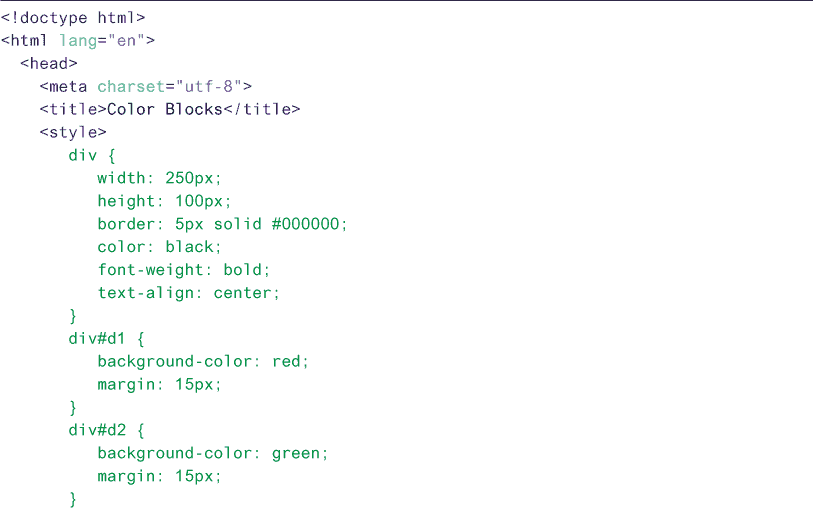 <!doctype html>
<html lang="en">
<head>
<meta charset="utf-8">
<title>Color Blocks</title>
<style>
div {
width: 250px;
height: 100px;
border: 5px solid #000000;
color: black;
font-weight: bold;
text-align: center;
}
div#d1 {
background-color: red;
margin: 15px;
}
div#d2 {
background-color: green;
margin: 15px;
}